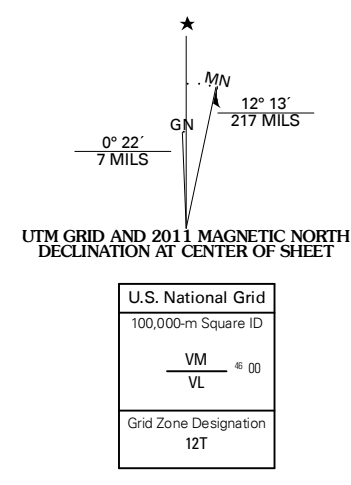 ★
MN
GN
12° 13´
217 MILS
0° 22´
7 MILS
UTM GRID AND 2011 MAGNETIC NORTH
DECLINATION AT CENTER OF SHEET
U.S. National Grid
100,000-m Square ID
VM
46 00
VL
Grid Zone Designation
12T